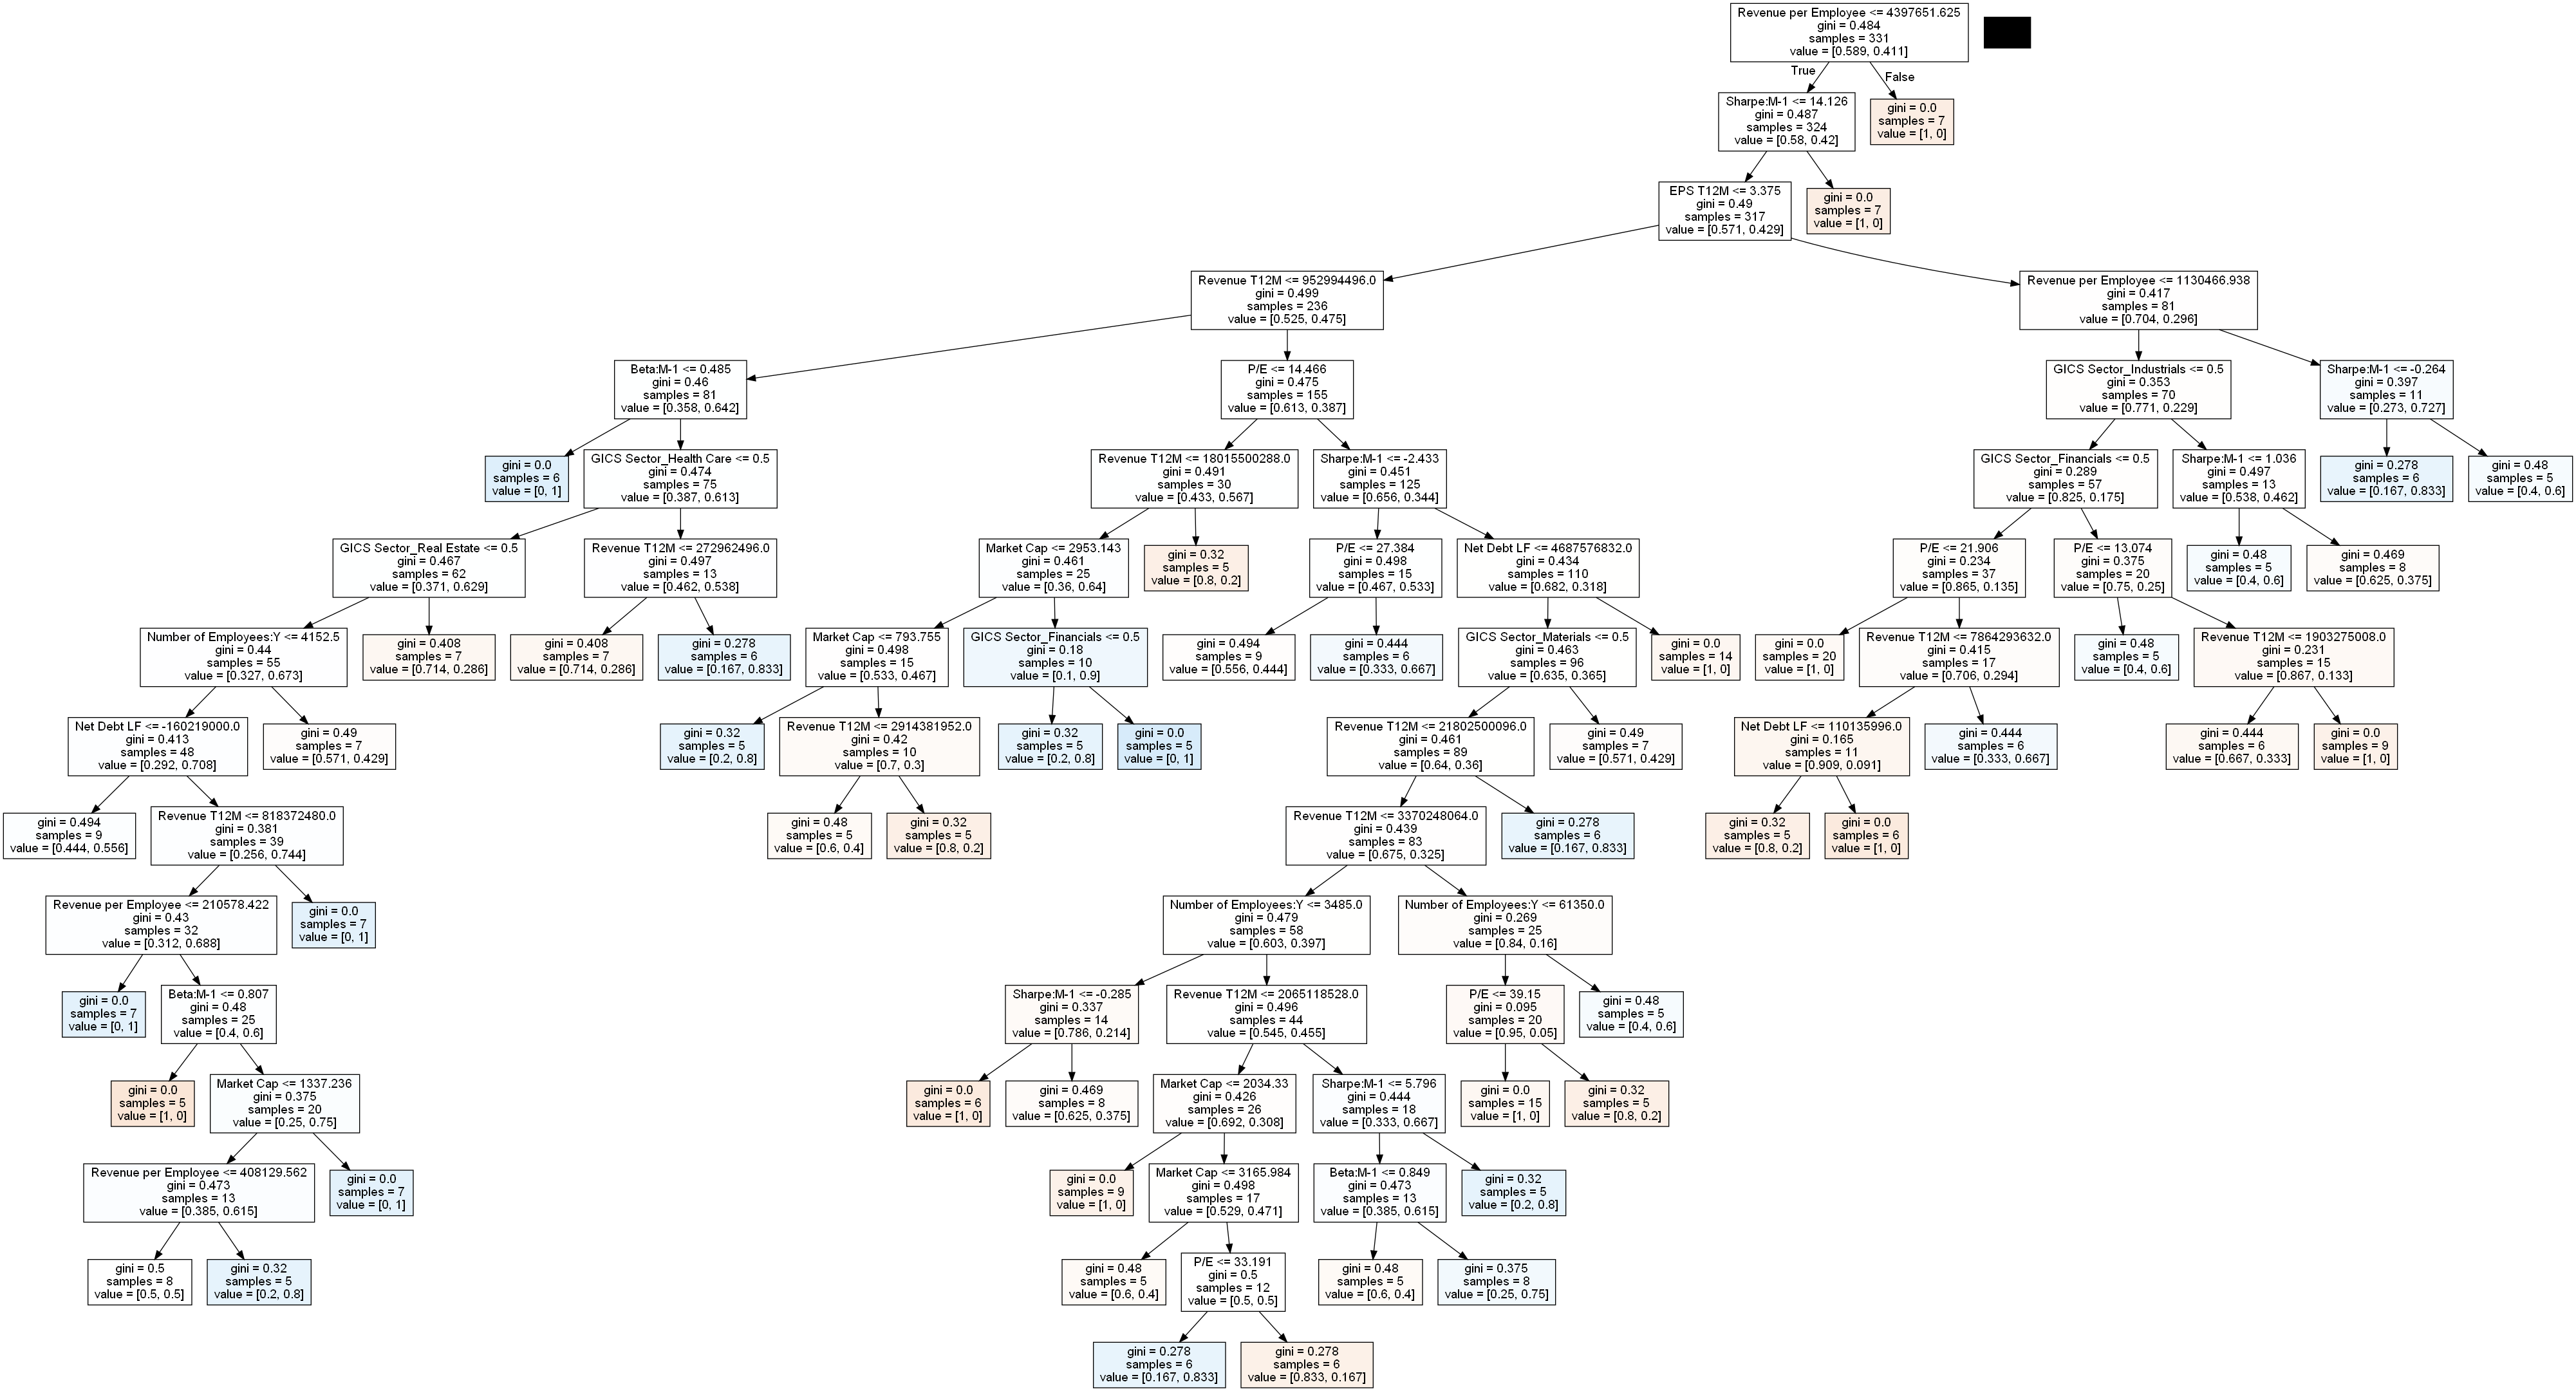 Revenue per Employee <= 4397651.625
gini = 0.484
samples = 331
value = [0.589, 0.411]
True
False
Sharpe:M-1 <= 14.126
gini = 0.487
samples = 324
value = [0.58, 0.42]
gini = 0.0
samples = 7
value = [1, 0]
EPS T12M <= 3.375
gini = 0.49
samples = 317
value = [0.571, 0.429]
gini = 0.0
samples = 7
value = [1, 0]
Revenue T12M <= 952994496.0
gini = 0.499
samples = 236
value = [0.525, 0.475]
Revenue per Employee <= 1130466.938
gini = 0.417
samples = 81
value = [0.704, 0.296]
Beta:M-1 <= 0.485
gini = 0.46
samples = 81
value = [0.358, 0.642]
P/E <= 14.466
gini = 0.475
samples = 155
value = [0.613, 0.387]
GICS Sector_Industrials <= 0.5
gini = 0.353
samples = 70
value = [0.771, 0.229]
Sharpe:M-1 <= -0.264
gini = 0.397
samples = 11
value = [0.273, 0.727]
gini = 0.0
samples = 6
value = [0, 1]
GICS Sector_Health Care <= 0.5
gini = 0.474
samples = 75
value = [0.387, 0.613]
Revenue T12M <= 18015500288.0
gini = 0.491
samples = 30
value = [0.433, 0.567]
Sharpe:M-1 <= -2.433
gini = 0.451
samples = 125
value = [0.656, 0.344]
GICS Sector_Financials <= 0.5
gini = 0.289
samples = 57
value = [0.825, 0.175]
Sharpe:M-1 <= 1.036
gini = 0.497
samples = 13
value = [0.538, 0.462]
gini = 0.278
samples = 6
value = [0.167, 0.833]
gini = 0.48
samples = 5
value = [0.4, 0.6]
GICS Sector_Real Estate <= 0.5
gini = 0.467
samples = 62
value = [0.371, 0.629]
Revenue T12M <= 272962496.0
gini = 0.497
samples = 13
value = [0.462, 0.538]
Market Cap <= 2953.143
gini = 0.461
samples = 25
value = [0.36, 0.64]
gini = 0.32
samples = 5
value = [0.8, 0.2]
P/E <= 27.384
gini = 0.498
samples = 15
value = [0.467, 0.533]
Net Debt LF <= 4687576832.0
gini = 0.434
samples = 110
value = [0.682, 0.318]
P/E <= 21.906
gini = 0.234
samples = 37
value = [0.865, 0.135]
P/E <= 13.074
gini = 0.375
samples = 20
value = [0.75, 0.25]
gini = 0.48
samples = 5
value = [0.4, 0.6]
gini = 0.469
samples = 8
value = [0.625, 0.375]
Number of Employees:Y <= 4152.5
gini = 0.44
samples = 55
value = [0.327, 0.673]
gini = 0.408
samples = 7
value = [0.714, 0.286]
gini = 0.408
samples = 7
value = [0.714, 0.286]
gini = 0.278
samples = 6
value = [0.167, 0.833]
Market Cap <= 793.755
gini = 0.498
samples = 15
value = [0.533, 0.467]
GICS Sector_Financials <= 0.5
gini = 0.18
samples = 10
value = [0.1, 0.9]
gini = 0.494
samples = 9
value = [0.556, 0.444]
gini = 0.444
samples = 6
value = [0.333, 0.667]
GICS Sector_Materials <= 0.5
gini = 0.463
samples = 96
value = [0.635, 0.365]
gini = 0.0
samples = 14
value = [1, 0]
gini = 0.0
samples = 20
value = [1, 0]
Revenue T12M <= 7864293632.0
gini = 0.415
samples = 17
value = [0.706, 0.294]
gini = 0.48
samples = 5
value = [0.4, 0.6]
Revenue T12M <= 1903275008.0
gini = 0.231
samples = 15
value = [0.867, 0.133]
Net Debt LF <= -160219000.0
gini = 0.413
samples = 48
value = [0.292, 0.708]
gini = 0.49
samples = 7
value = [0.571, 0.429]
gini = 0.32
samples = 5
value = [0.2, 0.8]
Revenue T12M <= 2914381952.0
gini = 0.42
samples = 10
value = [0.7, 0.3]
gini = 0.32
samples = 5
value = [0.2, 0.8]
gini = 0.0
samples = 5
value = [0, 1]
Revenue T12M <= 21802500096.0
gini = 0.461
samples = 89
value = [0.64, 0.36]
gini = 0.49
samples = 7
value = [0.571, 0.429]
Net Debt LF <= 110135996.0
gini = 0.165
samples = 11
value = [0.909, 0.091]
gini = 0.444
samples = 6
value = [0.333, 0.667]
gini = 0.444
samples = 6
value = [0.667, 0.333]
gini = 0.0
samples = 9
value = [1, 0]
gini = 0.494
samples = 9
value = [0.444, 0.556]
Revenue T12M <= 818372480.0
gini = 0.381
samples = 39
value = [0.256, 0.744]
gini = 0.48
samples = 5
value = [0.6, 0.4]
gini = 0.32
samples = 5
value = [0.8, 0.2]
Revenue T12M <= 3370248064.0
gini = 0.439
samples = 83
value = [0.675, 0.325]
gini = 0.278
samples = 6
value = [0.167, 0.833]
gini = 0.32
samples = 5
value = [0.8, 0.2]
gini = 0.0
samples = 6
value = [1, 0]
Revenue per Employee <= 210578.422
gini = 0.43
samples = 32
value = [0.312, 0.688]
gini = 0.0
samples = 7
value = [0, 1]
Number of Employees:Y <= 3485.0
gini = 0.479
samples = 58
value = [0.603, 0.397]
Number of Employees:Y <= 61350.0
gini = 0.269
samples = 25
value = [0.84, 0.16]
gini = 0.0
samples = 7
value = [0, 1]
Beta:M-1 <= 0.807
gini = 0.48
samples = 25
value = [0.4, 0.6]
Sharpe:M-1 <= -0.285
gini = 0.337
samples = 14
value = [0.786, 0.214]
Revenue T12M <= 2065118528.0
gini = 0.496
samples = 44
value = [0.545, 0.455]
P/E <= 39.15
gini = 0.095
samples = 20
value = [0.95, 0.05]
gini = 0.48
samples = 5
value = [0.4, 0.6]
gini = 0.0
samples = 5
value = [1, 0]
Market Cap <= 1337.236
gini = 0.375
samples = 20
value = [0.25, 0.75]
gini = 0.0
samples = 6
value = [1, 0]
gini = 0.469
samples = 8
value = [0.625, 0.375]
Market Cap <= 2034.33
gini = 0.426
samples = 26
value = [0.692, 0.308]
Sharpe:M-1 <= 5.796
gini = 0.444
samples = 18
value = [0.333, 0.667]
gini = 0.0
samples = 15
value = [1, 0]
gini = 0.32
samples = 5
value = [0.8, 0.2]
Revenue per Employee <= 408129.562
gini = 0.473
samples = 13
value = [0.385, 0.615]
gini = 0.0
samples = 7
value = [0, 1]
gini = 0.0
samples = 9
value = [1, 0]
Market Cap <= 3165.984
gini = 0.498
samples = 17
value = [0.529, 0.471]
Beta:M-1 <= 0.849
gini = 0.473
samples = 13
value = [0.385, 0.615]
gini = 0.32
samples = 5
value = [0.2, 0.8]
gini = 0.5
samples = 8
value = [0.5, 0.5]
gini = 0.32
samples = 5
value = [0.2, 0.8]
gini = 0.48
samples = 5
value = [0.6, 0.4]
P/E <= 33.191
gini = 0.5
samples = 12
value = [0.5, 0.5]
gini = 0.48
samples = 5
value = [0.6, 0.4]
gini = 0.375
samples = 8
value = [0.25, 0.75]
gini = 0.278
samples = 6
value = [0.167, 0.833]
gini = 0.278
samples = 6
value = [0.833, 0.167]